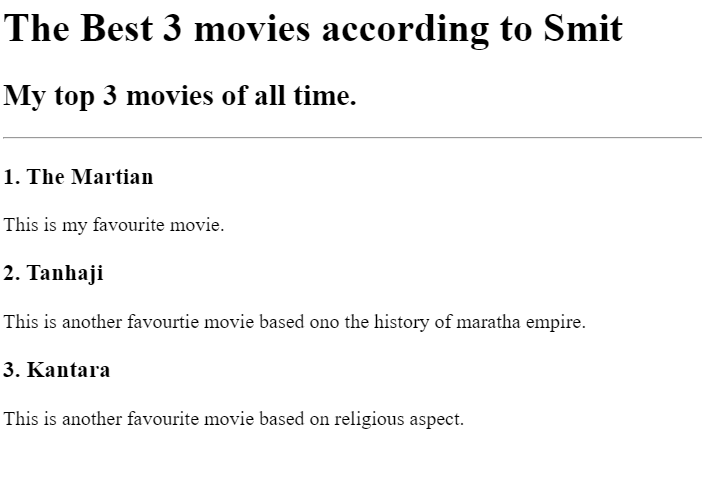 The Best 3 movies according to Smit
My top 3 movies of all time.
1. The Martian
This is my favourite movie.
2. Tanhaji
This is another favourtie movie based ono the history of maratha empire.
3. Kantara
This is another favourite movie based on religious aspect.